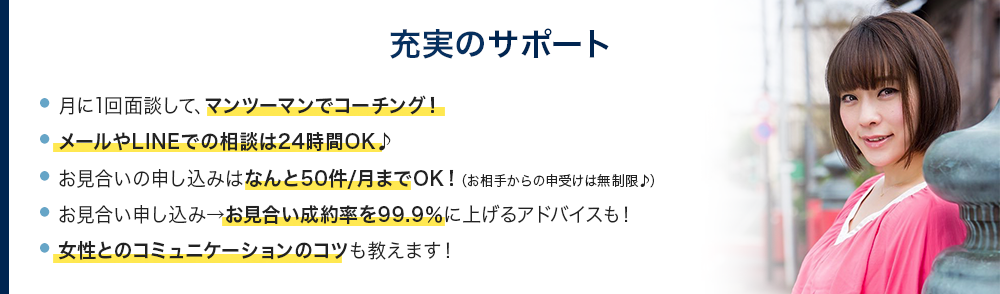 充実のサポート
月に1回面談して、マンツーマンでコーチング！
メールやLINEでの相談は24時間OK♪
お見合いの申し込みはなんと50件/月までOK！（お相手からの申受けは無制限♪）
お見合い申し込み→お見合い成約率を99.9%に上げるアドバイスも！
女性とのコミュニケーションのコツも教えます！